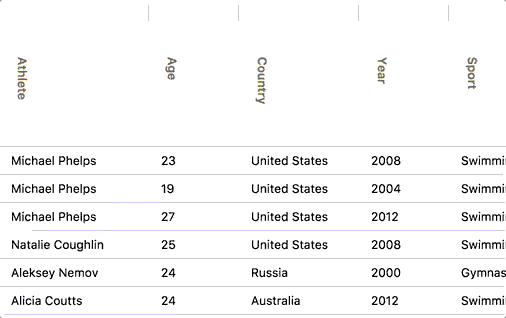 Athlete Age Country Year Sport
Michael Phelps 23 United States 2008 Swimmi
Michael Phelps 19 United States 2004 Swimmi
Michael Phelps 27 United States 2012 Swimmi
Natalie Coughlin 25 United States 2008 Swimmi
Aleksey Nemov 24 Russia 2000 Gymnas
Alicia Coutts 24 Australia 2012 Swimmi